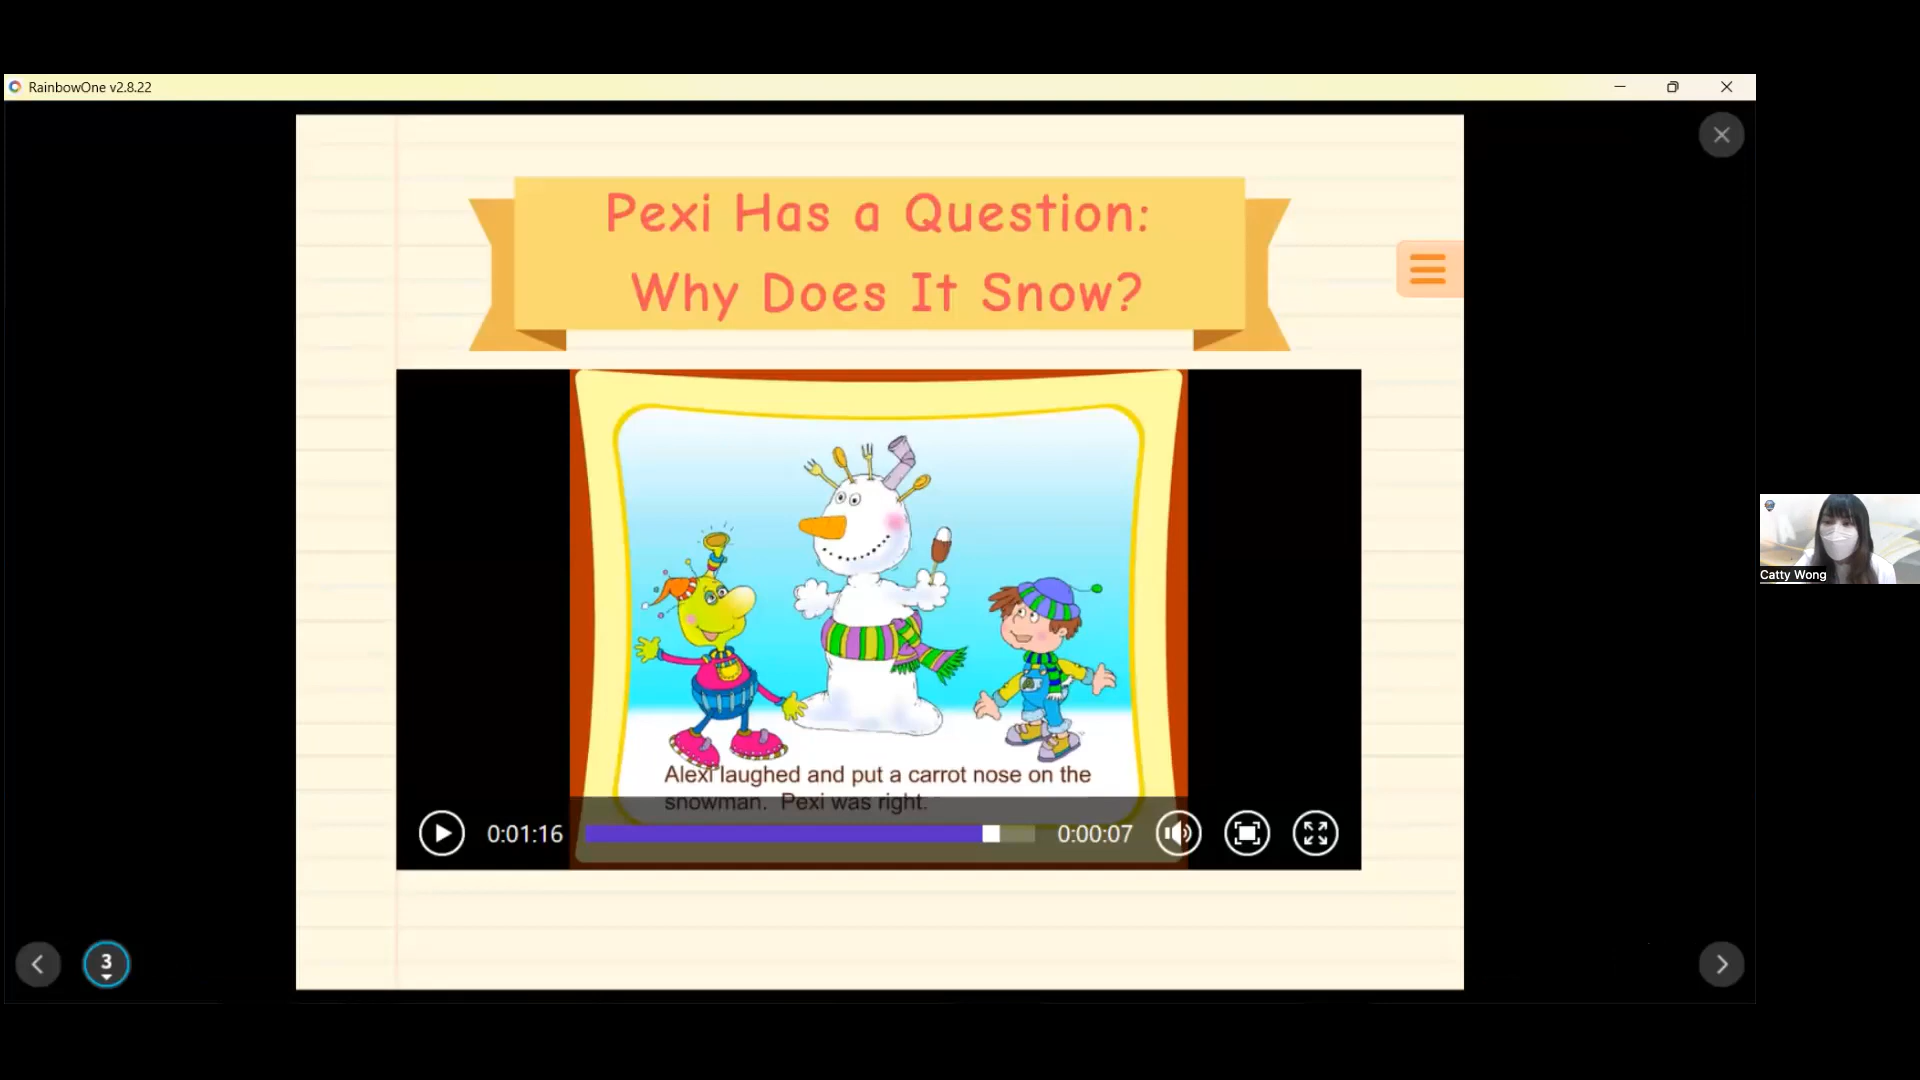 RainbowOne v2.8.22
Pexi Has a Question:
Why Does It Snow?
Alexi laughed and put a carrot nose on the
snowman. Pexi was right.
0:01:16
0:00:07
Catty Wong
3